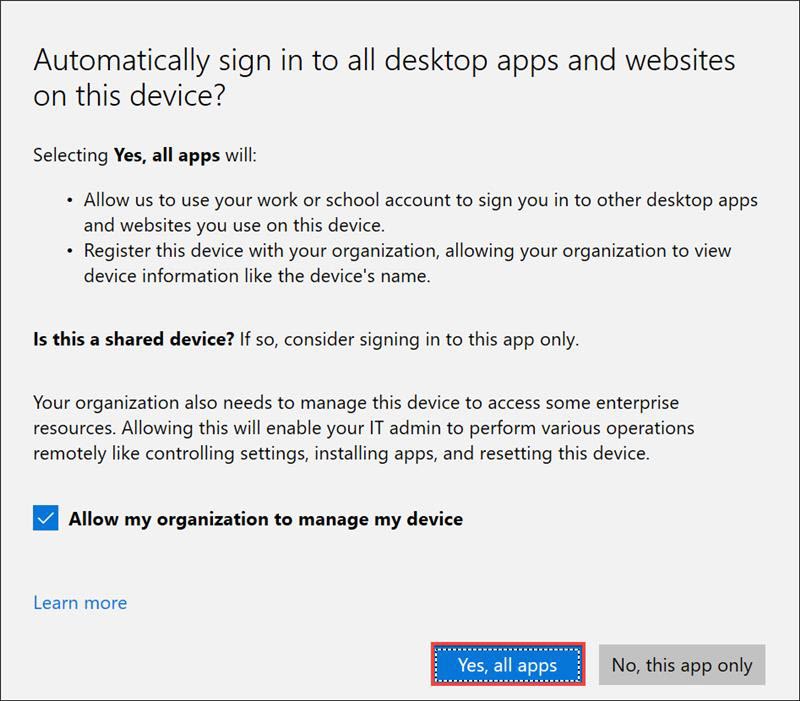 Automatically sign in to all desktop apps and websites
on this device?
Selecting Yes, all apps will:
• Allow us to use your work or school account to sign you in to other desktop apps
and websites you use on this device.
• Register this device with your organization, allowing your organization to view
device information like the device's name.
Is this a shared device? If so, consider signing in to this app only.
Your organization also needs to manage this device to access some enterprise
resources. Allowing this will enable your IT admin to perform various operations
remotely like controlling settings, installing apps, and resetting this device.
Allow my organization to manage my device
Learn more
Yes, all apps
No, this app only